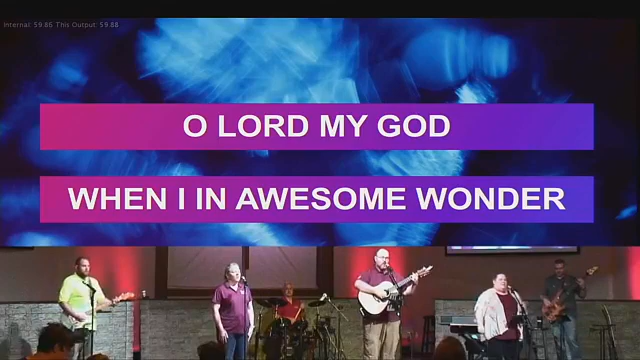 Internal: 59.85 This Output: 59.88
O LORD MY GOD
WHEN I IN AWESOME WONDER